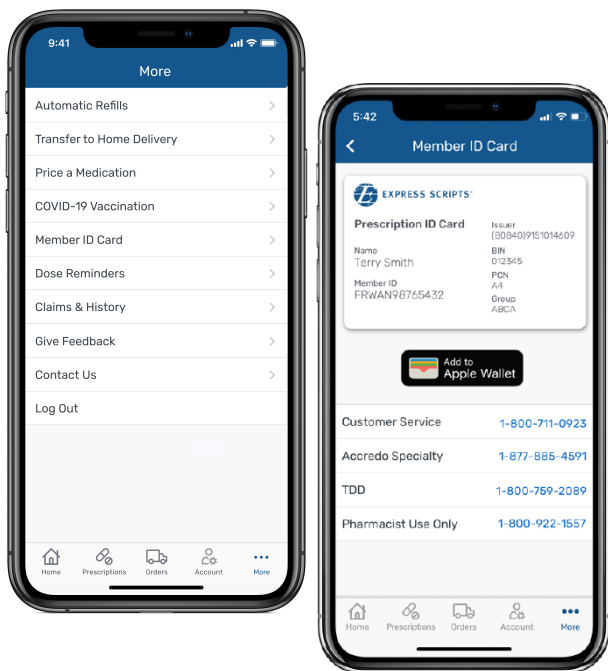 9:41
More
Automatic Refills
Transfer to Home Delivery
Price a Medication
COVID-19 Vaccination
Member ID Card
Dose Reminders
Claims & History
Give Feedback
Contact Us
Log Out
Home Prescriptions Orders Account More
5:42
Member ID Card
EXPRESS SCRIPTS
Prescription ID Card
Name
Terry Smith
Member ID
FRWAN98765432
Issuer
(80840)9151014609
BIN
012345
PCN
A4
Group
ABCA
Add to
Apple Wallet
Customer Service 1-800-711-0923
Accredo Specialty 1-877-885-4591
TDD 1-800-759-2089
Pharmacist Use Only 1-800-922-1557
Home Prescriptions Orders Account More